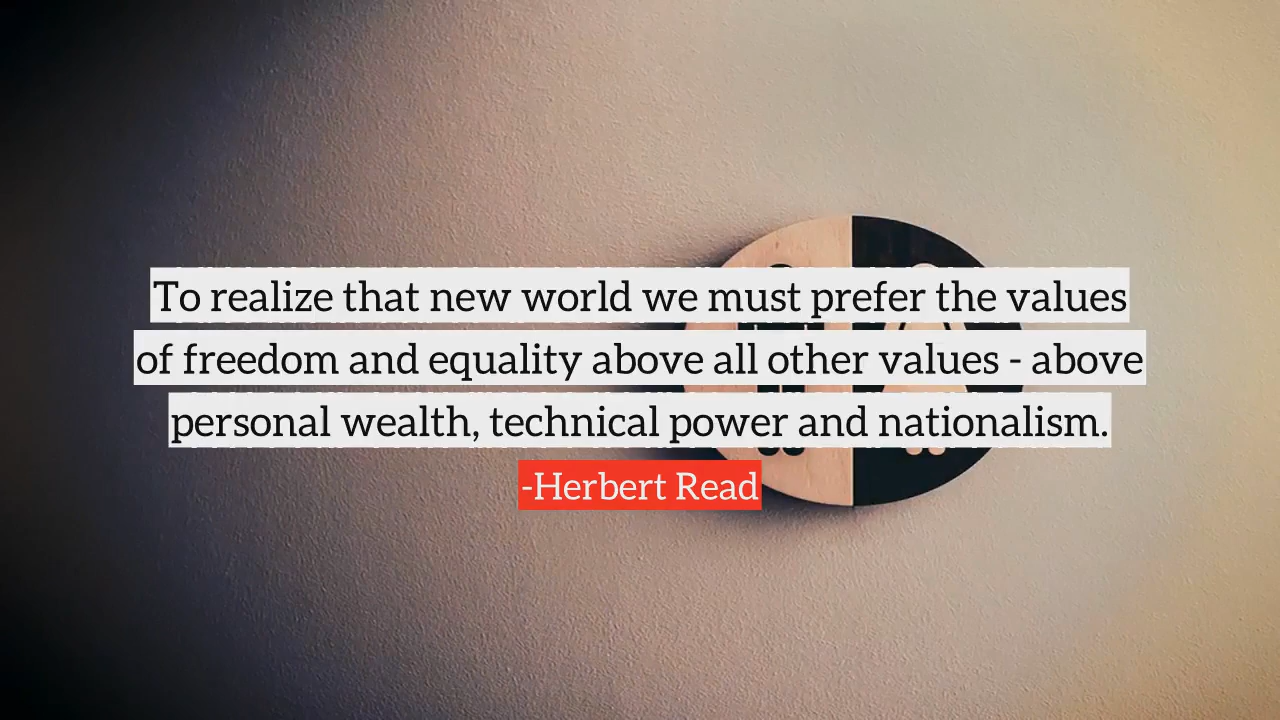 To realize that new world we must prefer the values
of freedom and equality above all other values - above
personal wealth, technical power and nationalism.
-Herbert Read